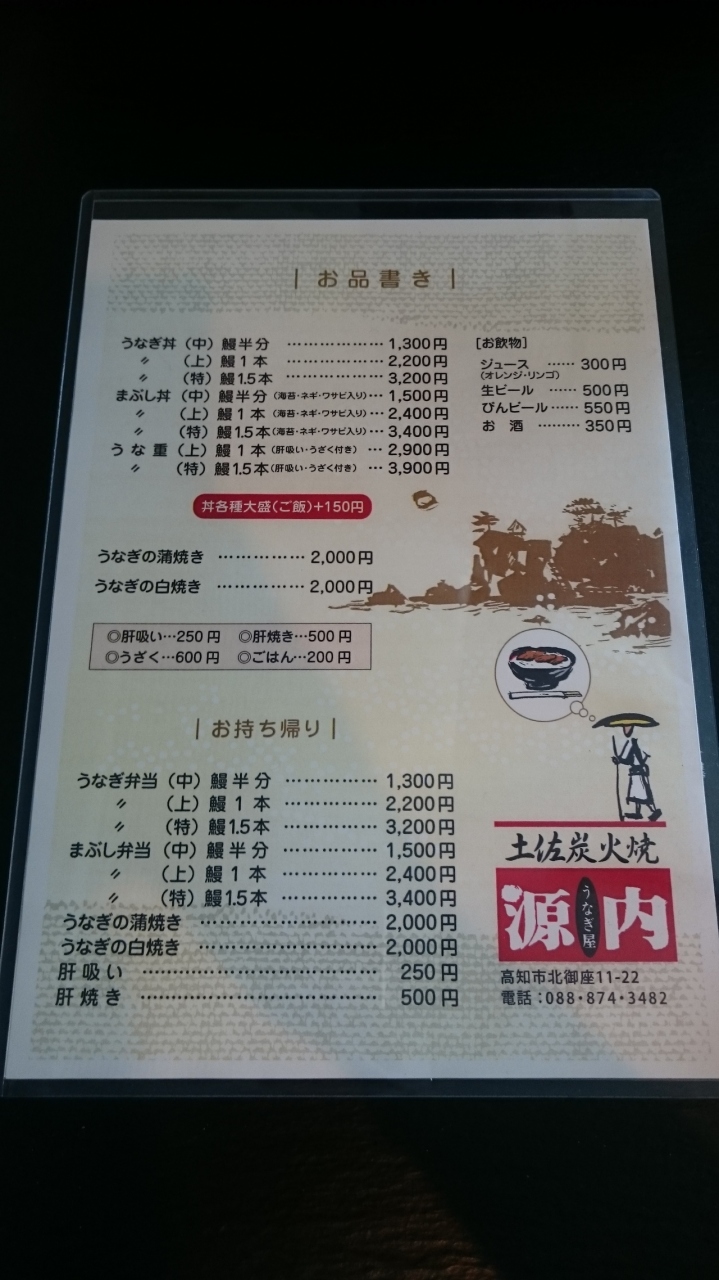 お品書き
うなぎ丼（中）鰻半分 ………………1,300円
〃（上）鰻1本 ………………2,200円
〃（特）鰻1.5本 ………………3,200円
まぶし丼（中）鰻半分（海苔・ネギ・ワサビ入り）…1,500円
〃（上）鰻1本（海苔・ネギ・ワサビ入り）…2,400円
〃（特）鰻1.5本（海苔・ネギ・ワサビ入り）…3,400円
うな重（上）鰻1本（肝吸い・うざく付き）…2,900円
〃（特）鰻1.5本（肝吸い・うざく付き）…3,900円
丼各種大盛（ご飯）+150円
［お飲物］
ジュース ……300円
（オレンジ・リンゴ）
生ビール ……500円
びんビール……550円
お酒 ………350円
うなぎの蒲焼き ……………2,000円
うなぎの白焼き ……………2,000円
◎肝吸い…250円 ◎肝焼き…500円
◎うざく…600円 ◎ごはん…200円
お持ち帰り
うなぎ弁当（中）鰻半分 ……………1,300円
〃（上）鰻1本 ……………2,200円
〃（特）鰻1.5本 ……………3,200円
まぶし弁当（中）鰻半分 ……………1,500円
〃（上）鰻1本 ……………2,400円
〃（特）鰻1.5本 ……………3,400円
うなぎの蒲焼き …………………………2,000円
うなぎの白焼き …………………………2,000円
肝吸い …………………………………250円
肝焼き …………………………………500円
土佐炭火焼
源うなぎ屋内
高知市北御座11-22
電話：088・874・3482